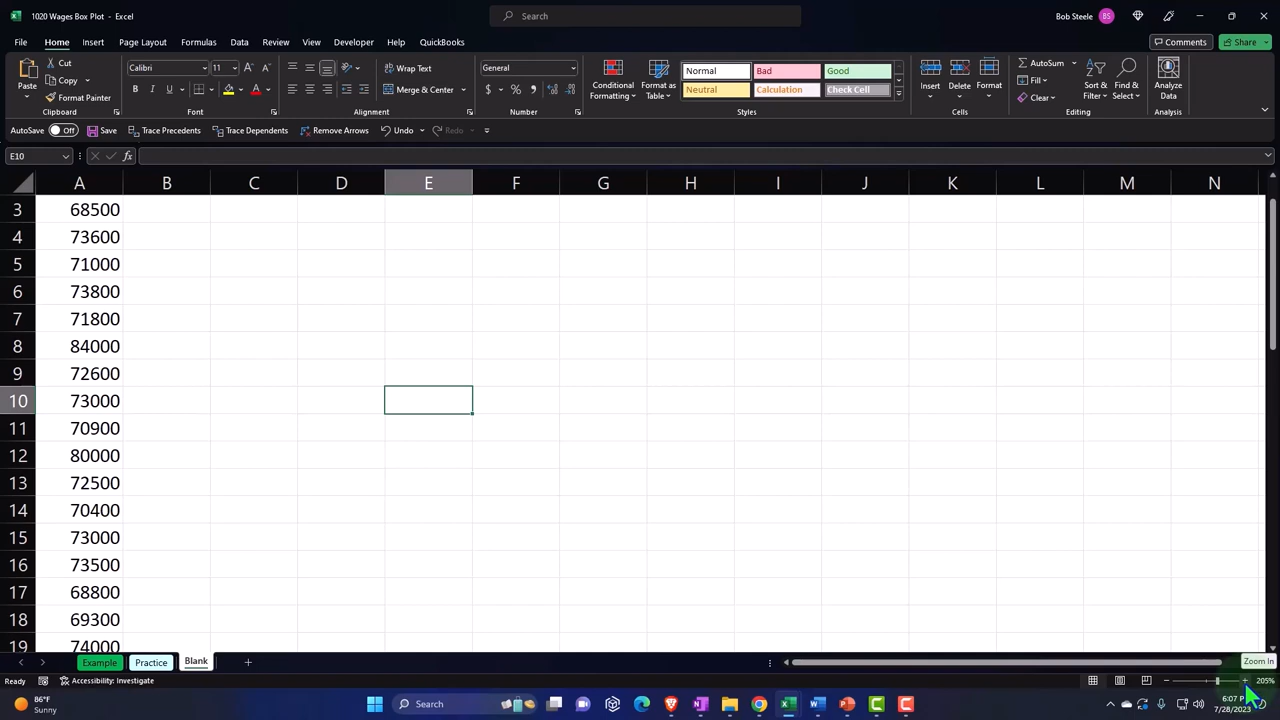 1020 Wages Box Plot - Excel
Search
Bob Steele
BS
File Home Insert Page Layout Formulas Data Review View Developer Help QuickBooks
Comments Share
Paste
Cut
Copy
Format Painter
Clipboard
Calibri 11
Font
Wrap Text
Merge & Center
Alignment
General
Number
Conditional Formatting
Format as Table
Normal Bad Good
Neutral Calculation Check Cell
Styles
Insert Delete Format
Cells
AutoSum
Fill
Clear
Sort & Filter
Find & Select
Editing
Analyze Data
Analysis
AutoSave Off Save Trace Precedents Trace Dependents Remove Arrows Undo Redo
E10 fx
A B C D E F G H I J K L M N
3 68500
4 73600
5 71000
6 73800
7 71800
8 84000
9 72600
10 73000
11 70900
12 80000
13 72500
14 70400
15 73000
16 73500
17 68800
18 69300
19 74000
Example Practice Blank
Zoom In
Ready Accessibility: Investigate 205%
86°F
Sunny
Search
6:07 PM
7/28/2023